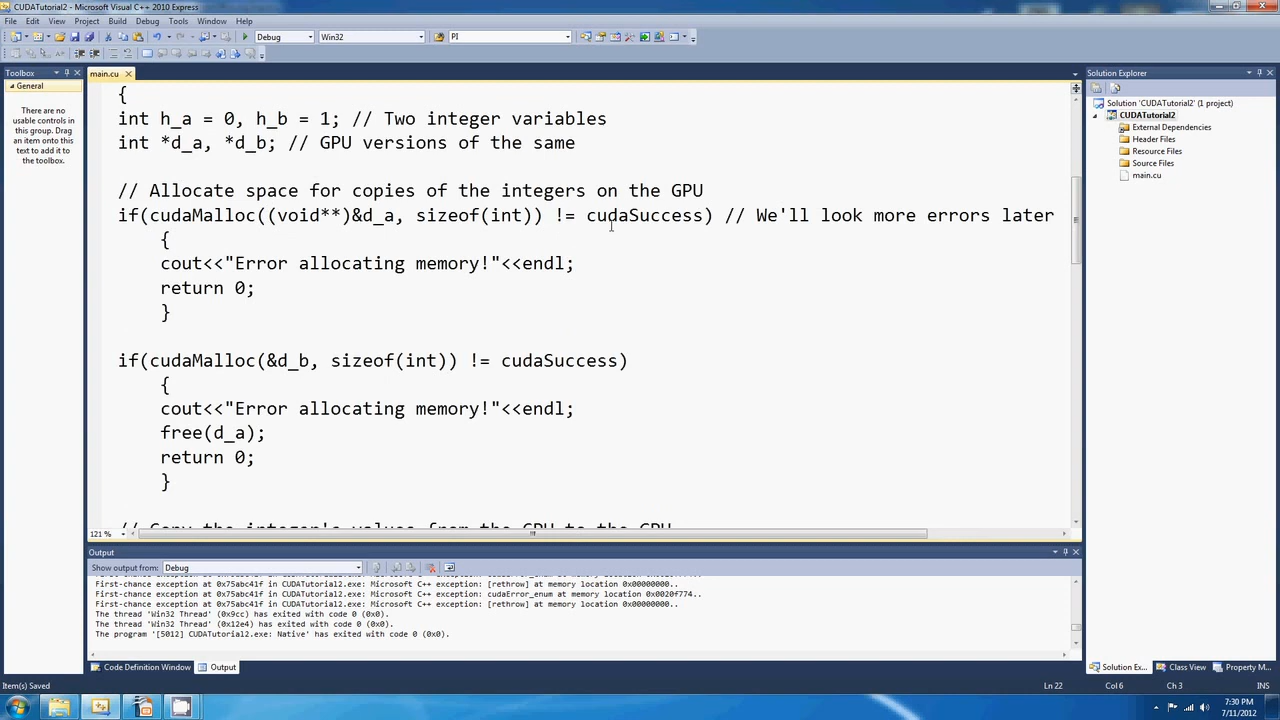 CUDATutorial2 - Microsoft Visual C++ 2010 Express
File Edit View Project Build Debug Tools Window Help
Debug Win32 PI
Toolbox
General
There are no
usable controls in
this group. Drag
an item onto this
text to add it to
the toolbox.
main.cu
{
int h_a = 0, h_b = 1; // Two integer variables
int *d_a, *d_b; // GPU versions of the same
// Allocate space for copies of the integers on the GPU
if(cudaMalloc((void**)&d_a, sizeof(int)) != cudaSuccess) // We'll look more errors later
{
cout<<"Error allocating memory!"<<endl;
return 0;
}
if(cudaMalloc(&d_b, sizeof(int)) != cudaSuccess)
{
cout<<"Error allocating memory!"<<endl;
free(d_a);
return 0;
}
// Copy the integer's values from the CPU to the GPU
121 %
Solution Explorer
Solution 'CUDATutorial2' (1 project)
CUDATutorial2
External Dependencies
Header Files
Resource Files
Source Files
main.cu
Output
Show output from: Debug
First-chance exception at 0x75abc41f in CUDATutorial2.exe: Microsoft C++ exception: [rethrow] at memory location 0x00000000..
First-chance exception at 0x75abc41f in CUDATutorial2.exe: Microsoft C++ exception: cudaError_enum at memory location 0x0020f774..
First-chance exception at 0x75abc41f in CUDATutorial2.exe: Microsoft C++ exception: [rethrow] at memory location 0x00000000..
The thread 'Win32 Thread' (0x9cc) has exited with code 0 (0x0).
The thread 'Win32 Thread' (0x12e4) has exited with code 0 (0x0).
The program '[5012] CUDATutorial2.exe: Native' has exited with code 0 (0x0).
Code Definition Window Output
Solution Ex... Class View Property M...
Item(s) Saved Ln 22 Col 6 Ch 3 INS
7:30 PM
7/11/2012